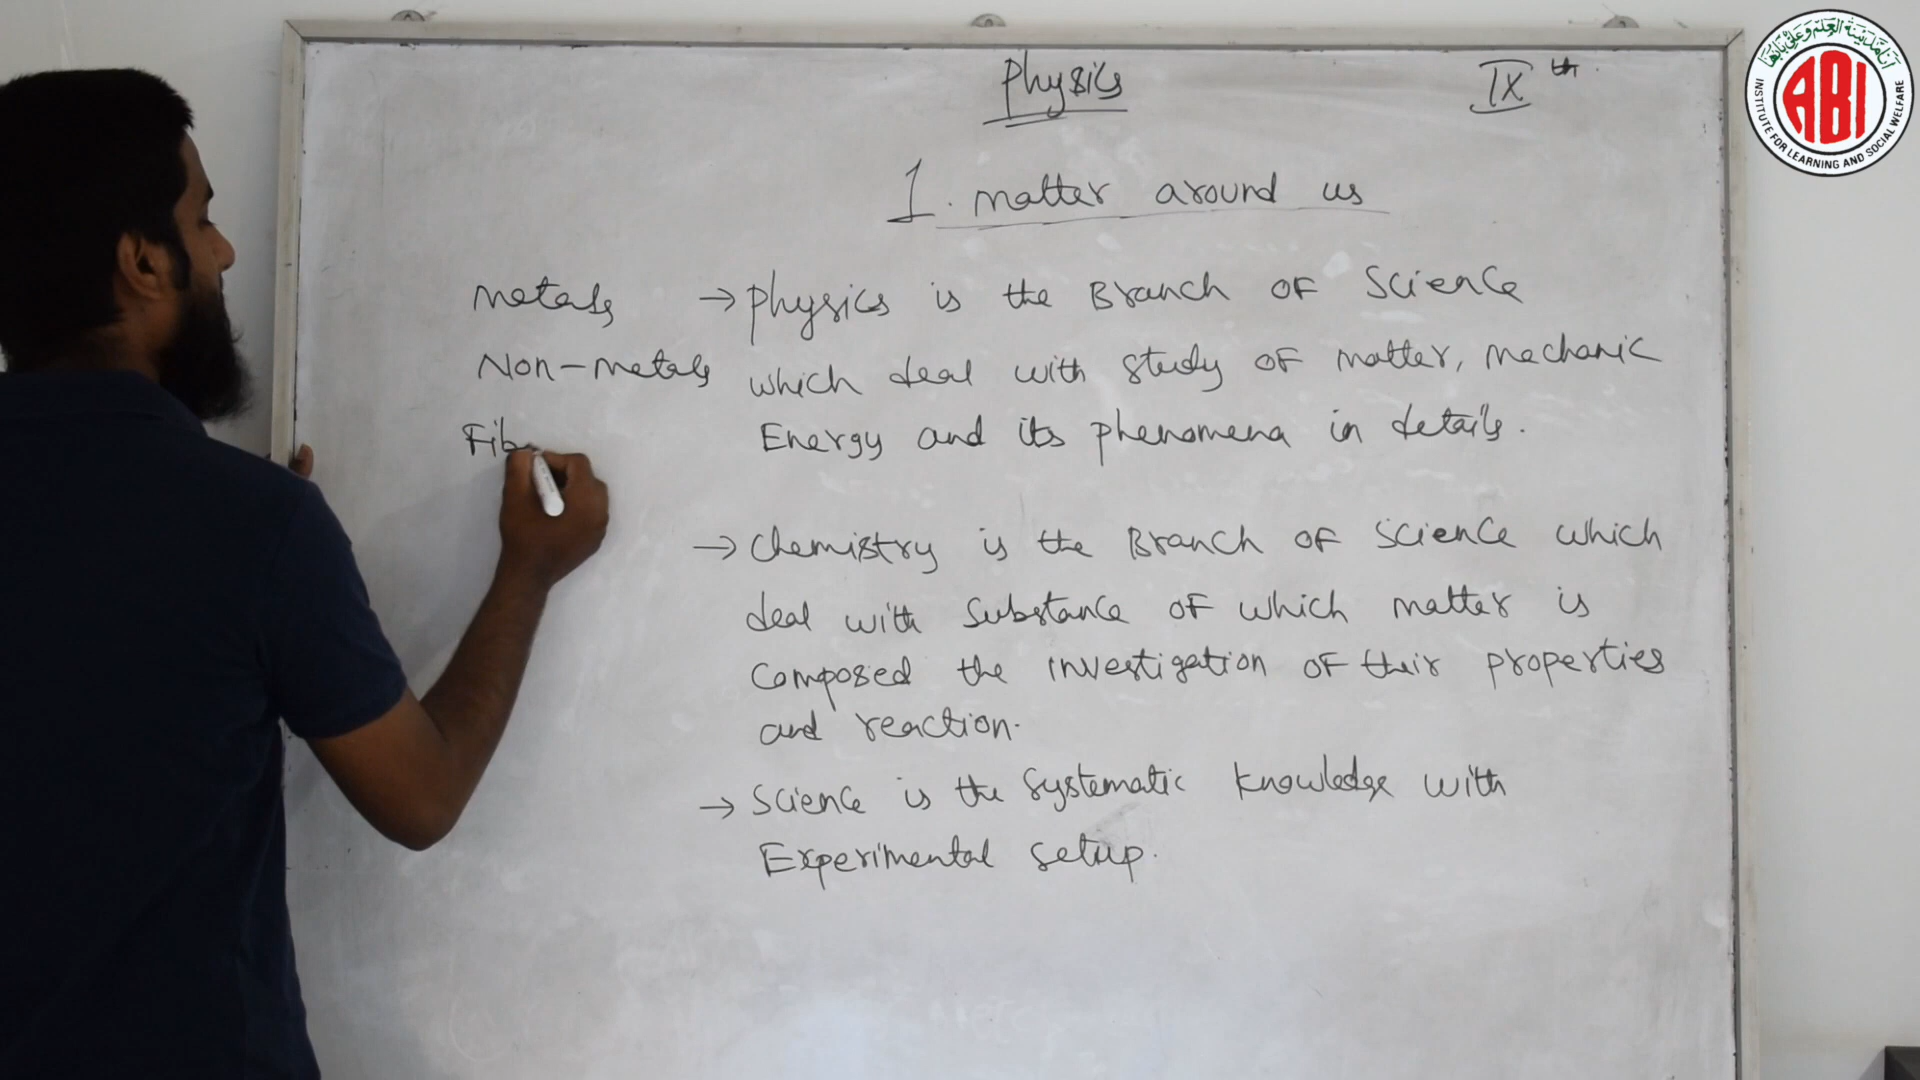 Physics
IX th
1. matter around us
metals
Non-metals
Fib
→ physics is the Branch OF Science
which deal with study OF matter, mechanic
Energy and its phenomena in details.
→ chemistry is the Branch OF Science which
deal with substance OF which matter is
composed the investigation OF their properties
and reaction.
→ Science is the systematic knowledge with
Experimental setup.
ABI
INSTITUTE FOR LEARNING AND SOCIAL WELFARE